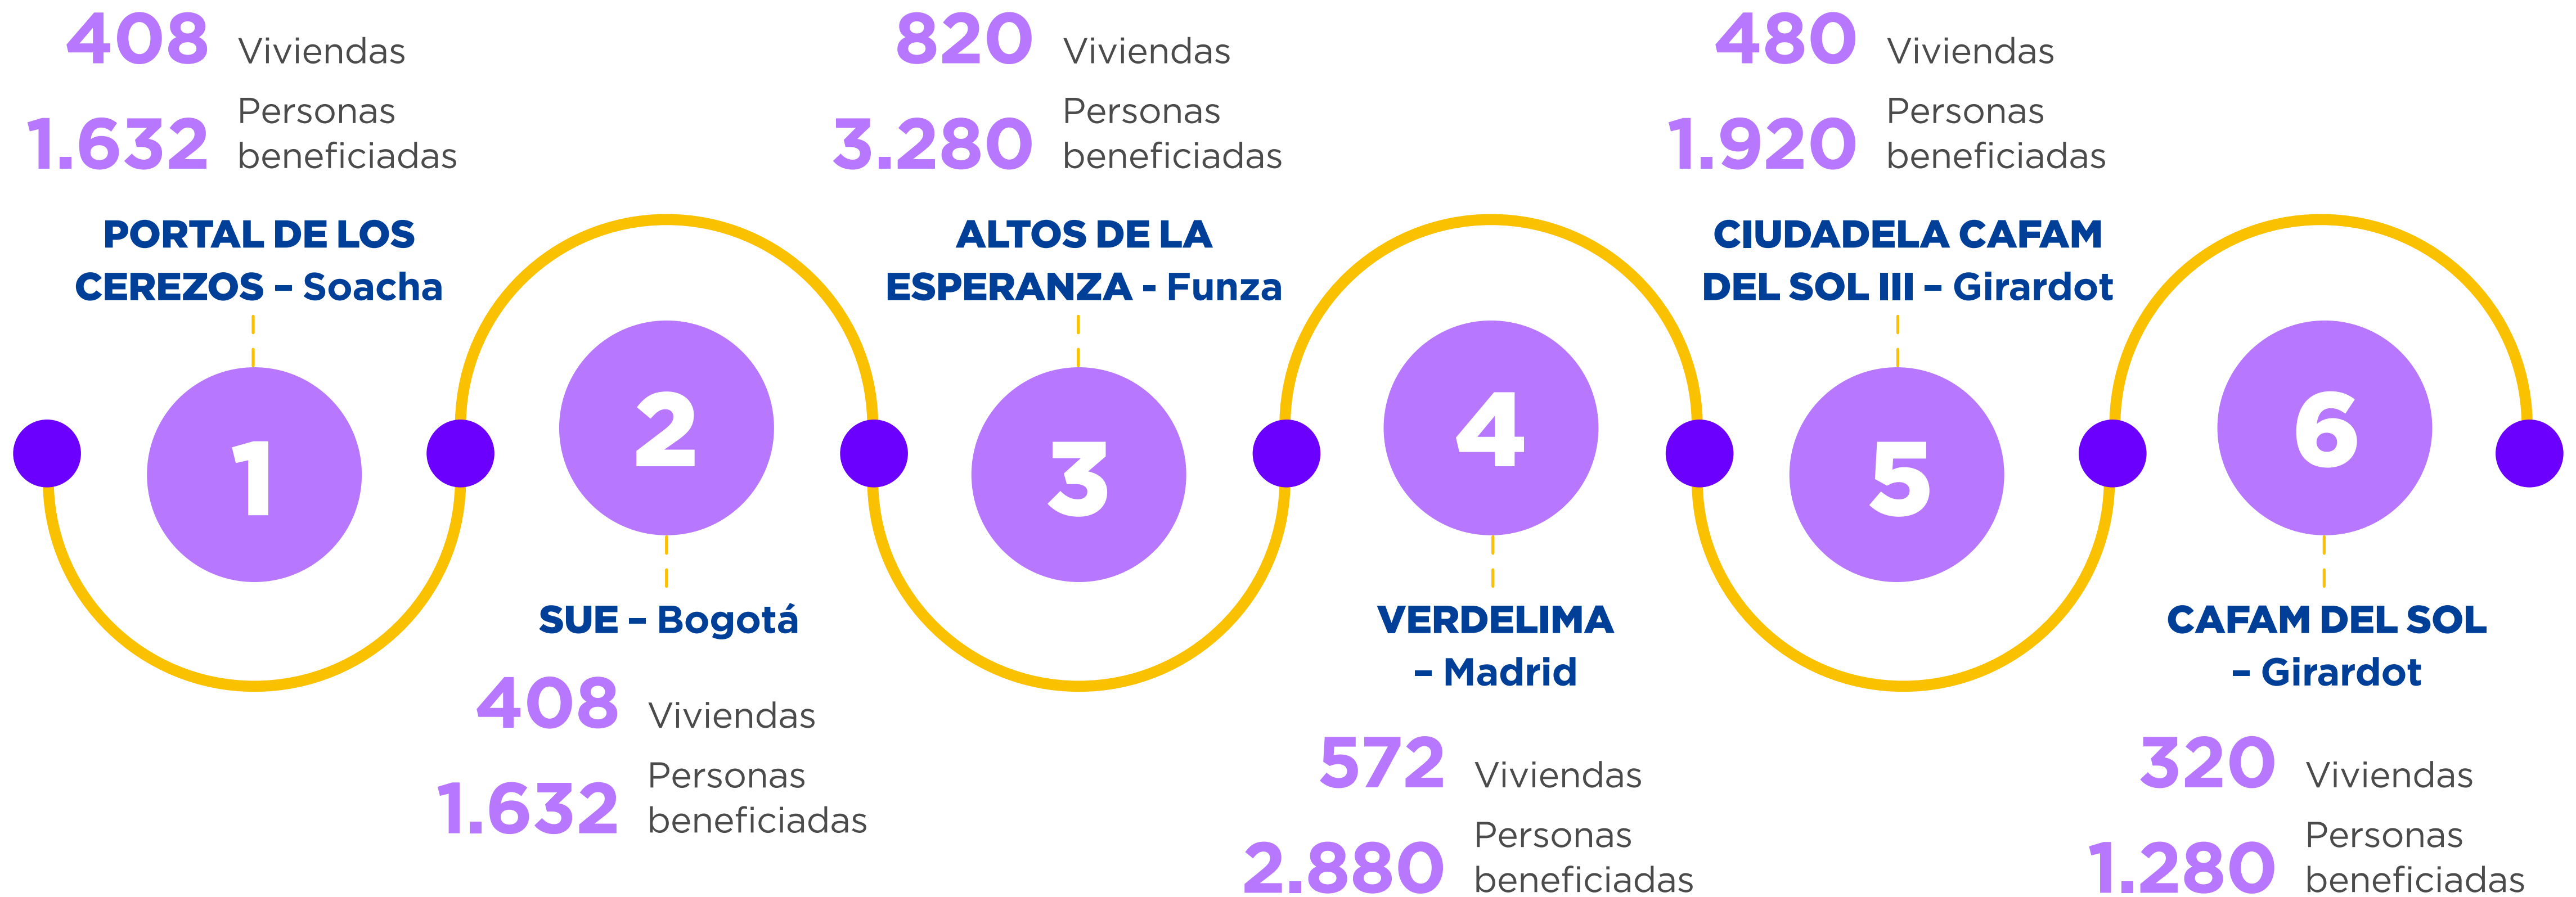 408 Viviendas
1.632 Personas
beneficiadas
PORTAL DE LOS
CEREZOS – Soacha
1
2
SUE – Bogotá
408 Viviendas
1.632 Personas
beneficiadas
820 Viviendas
3.280 Personas
beneficiadas
ALTOS DE LA
ESPERANZA - Funza
3
4
VERDELIMA
– Madrid
572 Viviendas
2.880 Personas
beneficiadas
480 Viviendas
1.920 Personas
beneficiadas
CIUDADELA CAFAM
DEL SOL III – Girardot
5
6
CAFAM DEL SOL
– Girardot
320 Viviendas
1.280 Personas
beneficiadas